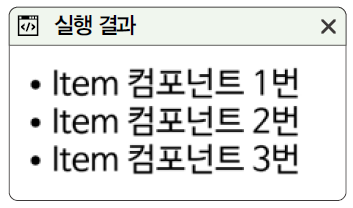 실행 결과
• Item 컴포넌트 1번
• Item 컴포넌트 2번
• Item 컴포넌트 3번